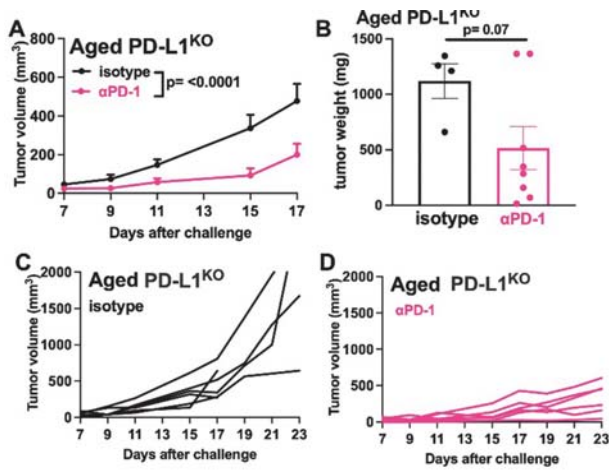 A
Aged PD-L1KO
isotype
αPD-1
p= <0.0001
Tumor volume (mm3)
800
600
400
200
0
7 9 11 13 15 17
Days after challenge
B
Aged PD-L1KO
p= 0.07
tumor weight (mg)
1500
1000
500
0
isotype αPD-1
C
Aged PD-L1KO
isotype
Tumor volume (mm3)
2000
1500
1000
500
0
7 9 11 13 15 17 19 21 23
Days after challenge
D
Aged PD-L1KO
αPD-1
Tumor volume (mm3)
2000
1500
1000
500
0
7 9 11 13 15 17 19 21 23
Days after challenge